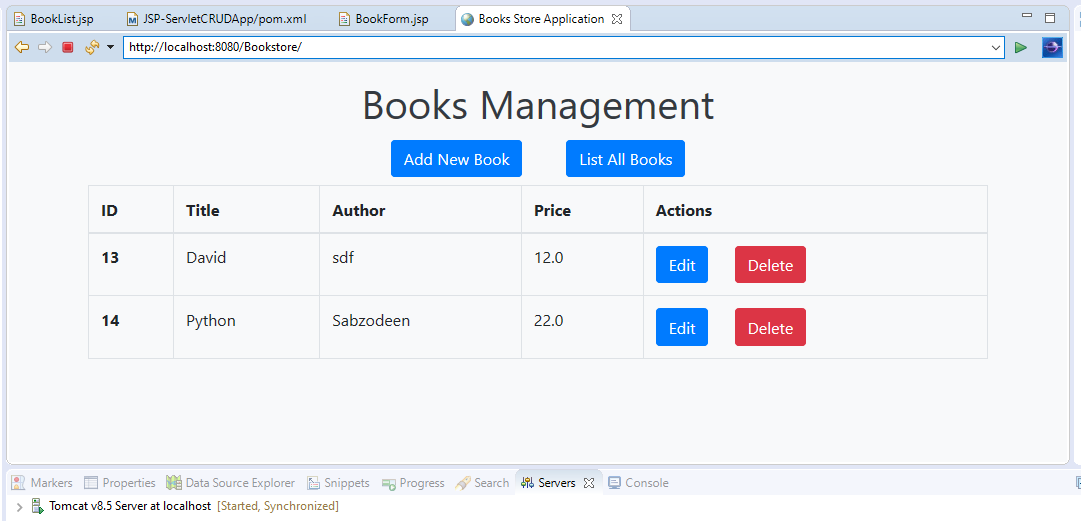 BookList.jsp JSP-ServletCRUDApp/pom.xml BookForm.jsp Books Store Application
http://localhost:8080/Bookstore/
Books Management
Add New Book List All Books
ID Title Author Price Actions
13 David sdf 12.0 Edit Delete
14 Python Sabzodeen 22.0 Edit Delete
Markers Properties Data Source Explorer Snippets Progress Search Servers Console
Tomcat v8.5 Server at localhost [Started, Synchronized]